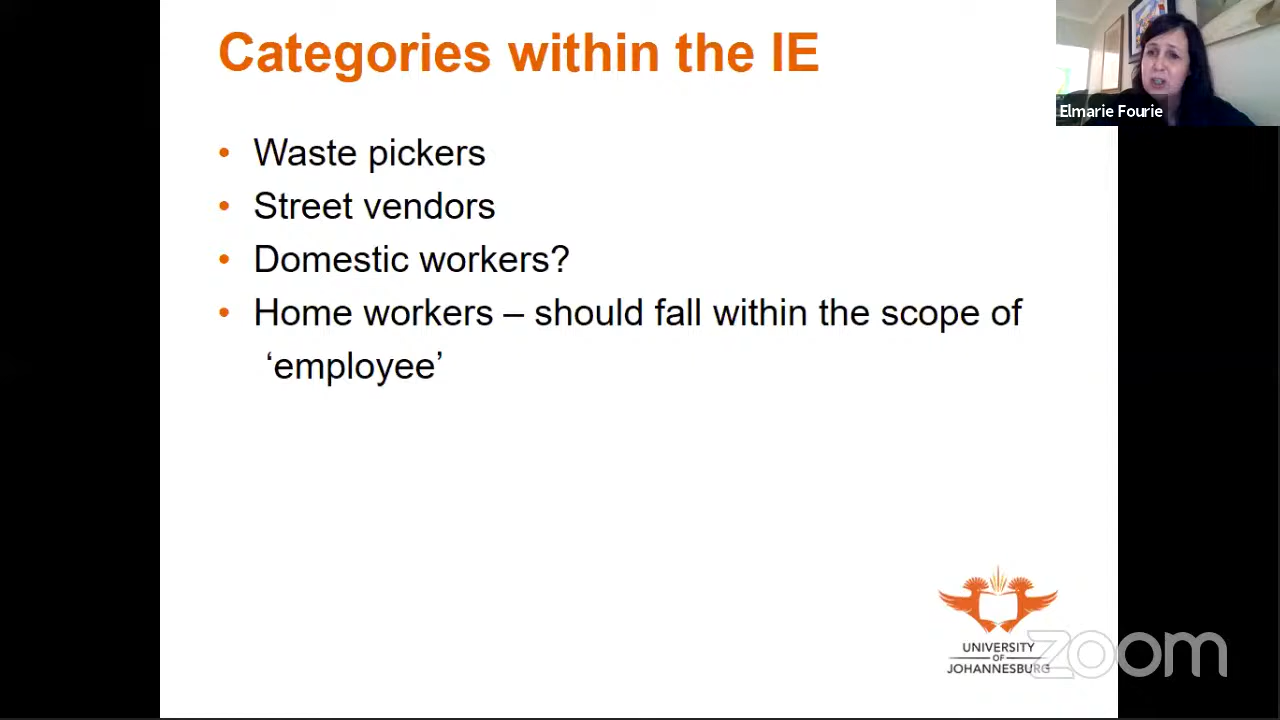 Categories within the IE
Elmarie Fourie
• Waste pickers
• Street vendors
• Domestic workers?
• Home workers – should fall within the scope of
‘employee’
UNIVERSITY
OF
JOHANNESBURG
zoom